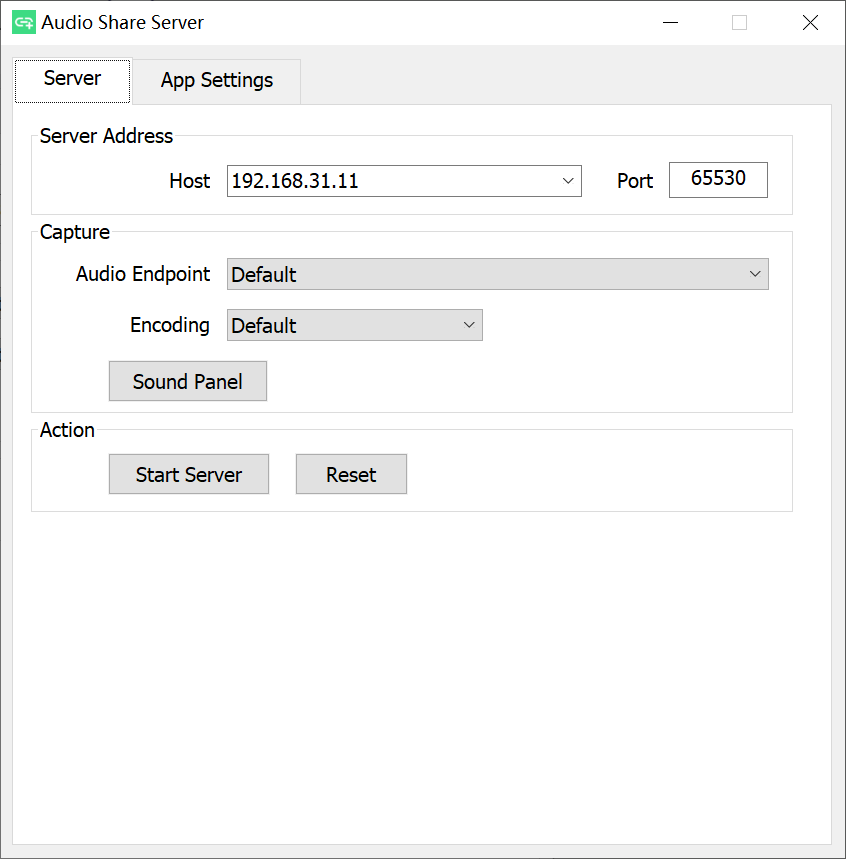 Audio Share Server
Server App Settings
Server Address
Host 192.168.31.11 Port 65530
Capture
Audio Endpoint Default
Encoding Default
Sound Panel
Action
Start Server Reset